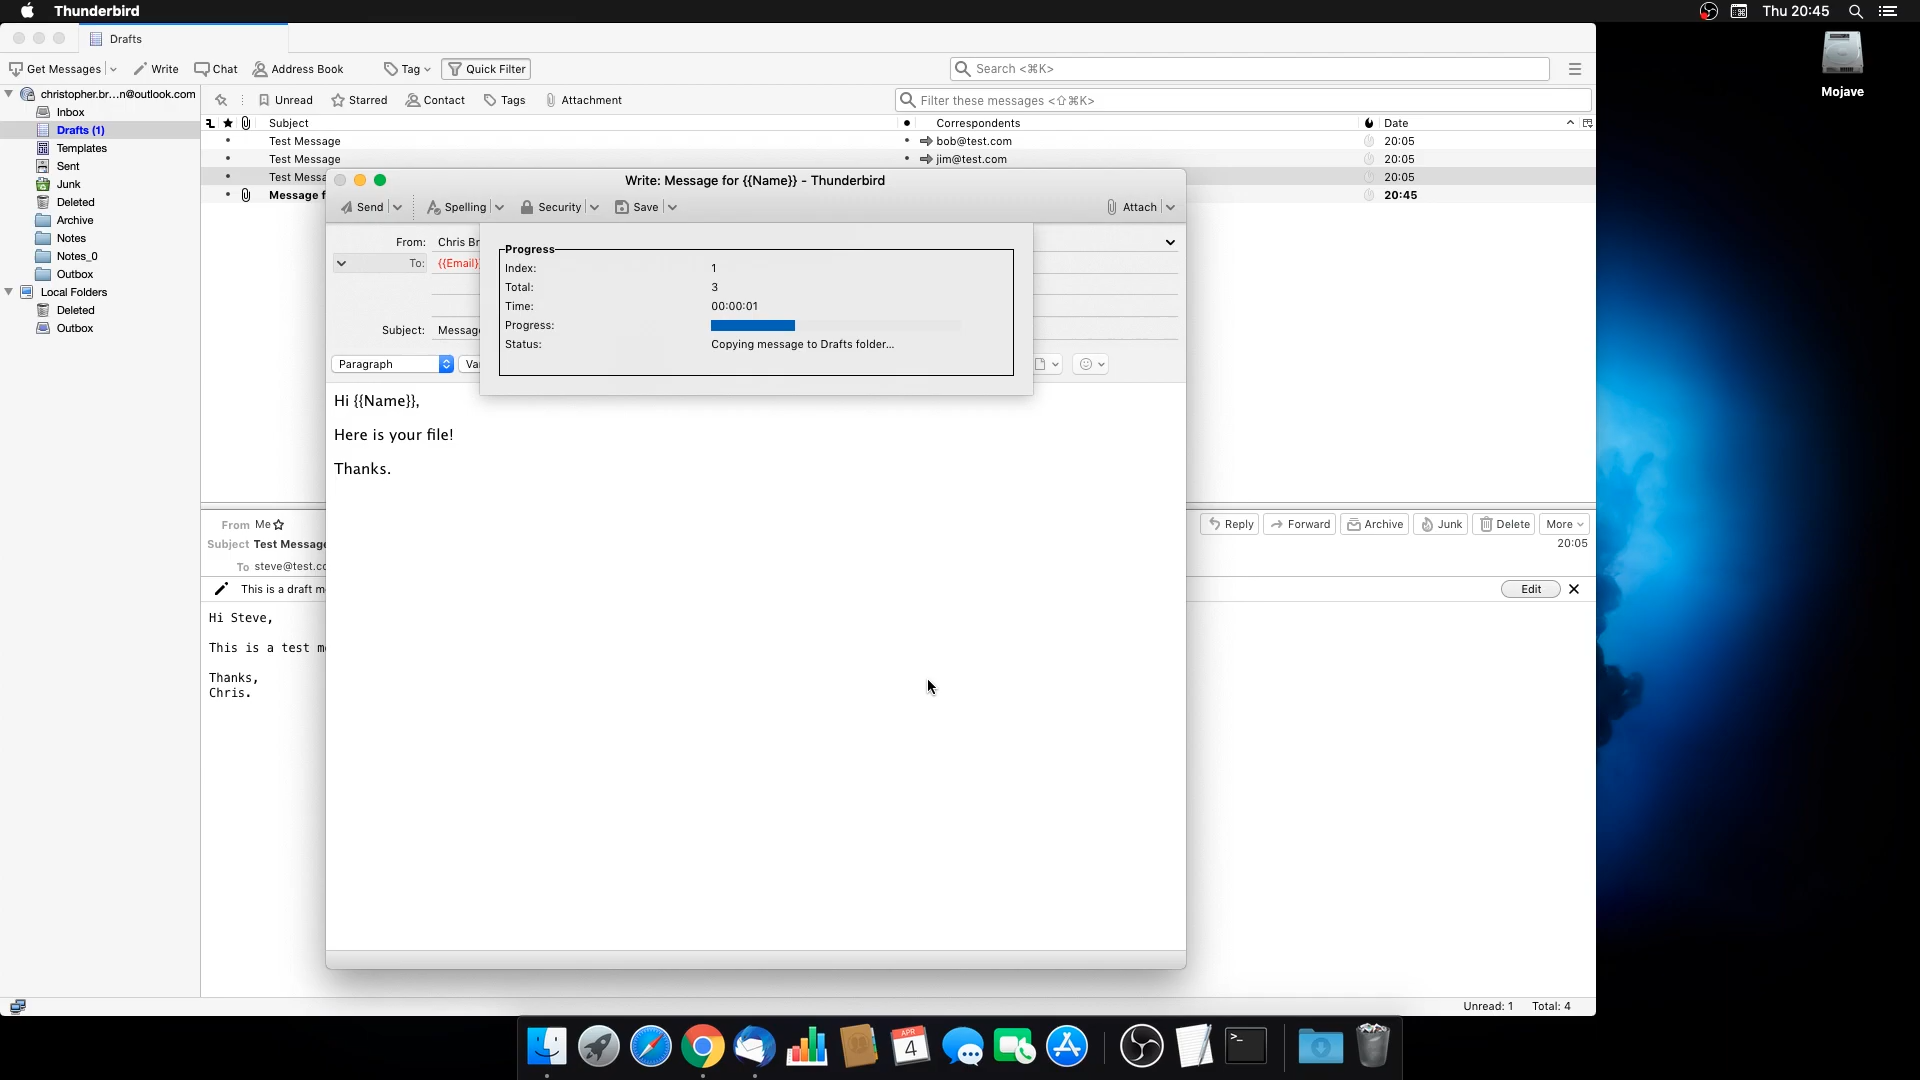 Thunderbird
Thu 20:45
Drafts
Get Messages
Write
Chat
Address Book
Tag
Quick Filter
Search <⌘K>
Mojave
christopher.br...n@outlook.com
Inbox
Drafts (1)
Templates
Sent
Junk
Deleted
Archive
Notes
Notes_0
Outbox
Local Folders
Deleted
Outbox
Unread
Starred
Contact
Tags
Attachment
Filter these messages <⇧⌘K>
Subject
Correspondents
Date
Test Message
bob@test.com
20:05
Test Message
jim@test.com
20:05
Test Messa
20:05
Message f
20:45
Write: Message for {{Name}} - Thunderbird
Send
Spelling
Security
Save
Attach
From: Chris Br
To: {{Email}}
Subject: Messag
Paragraph
Va
Progress
Index: 1
Total: 3
Time: 00:00:01
Progress:
Status: Copying message to Drafts folder...
Hi {{Name}},
Here is your file!
Thanks.
From Me
Subject Test Message
To steve@test.co
Reply
Forward
Archive
Junk
Delete
More
20:05
This is a draft m
Edit
Hi Steve,
This is a test m
Thanks,
Chris.
Unread: 1
Total: 4
APR
4